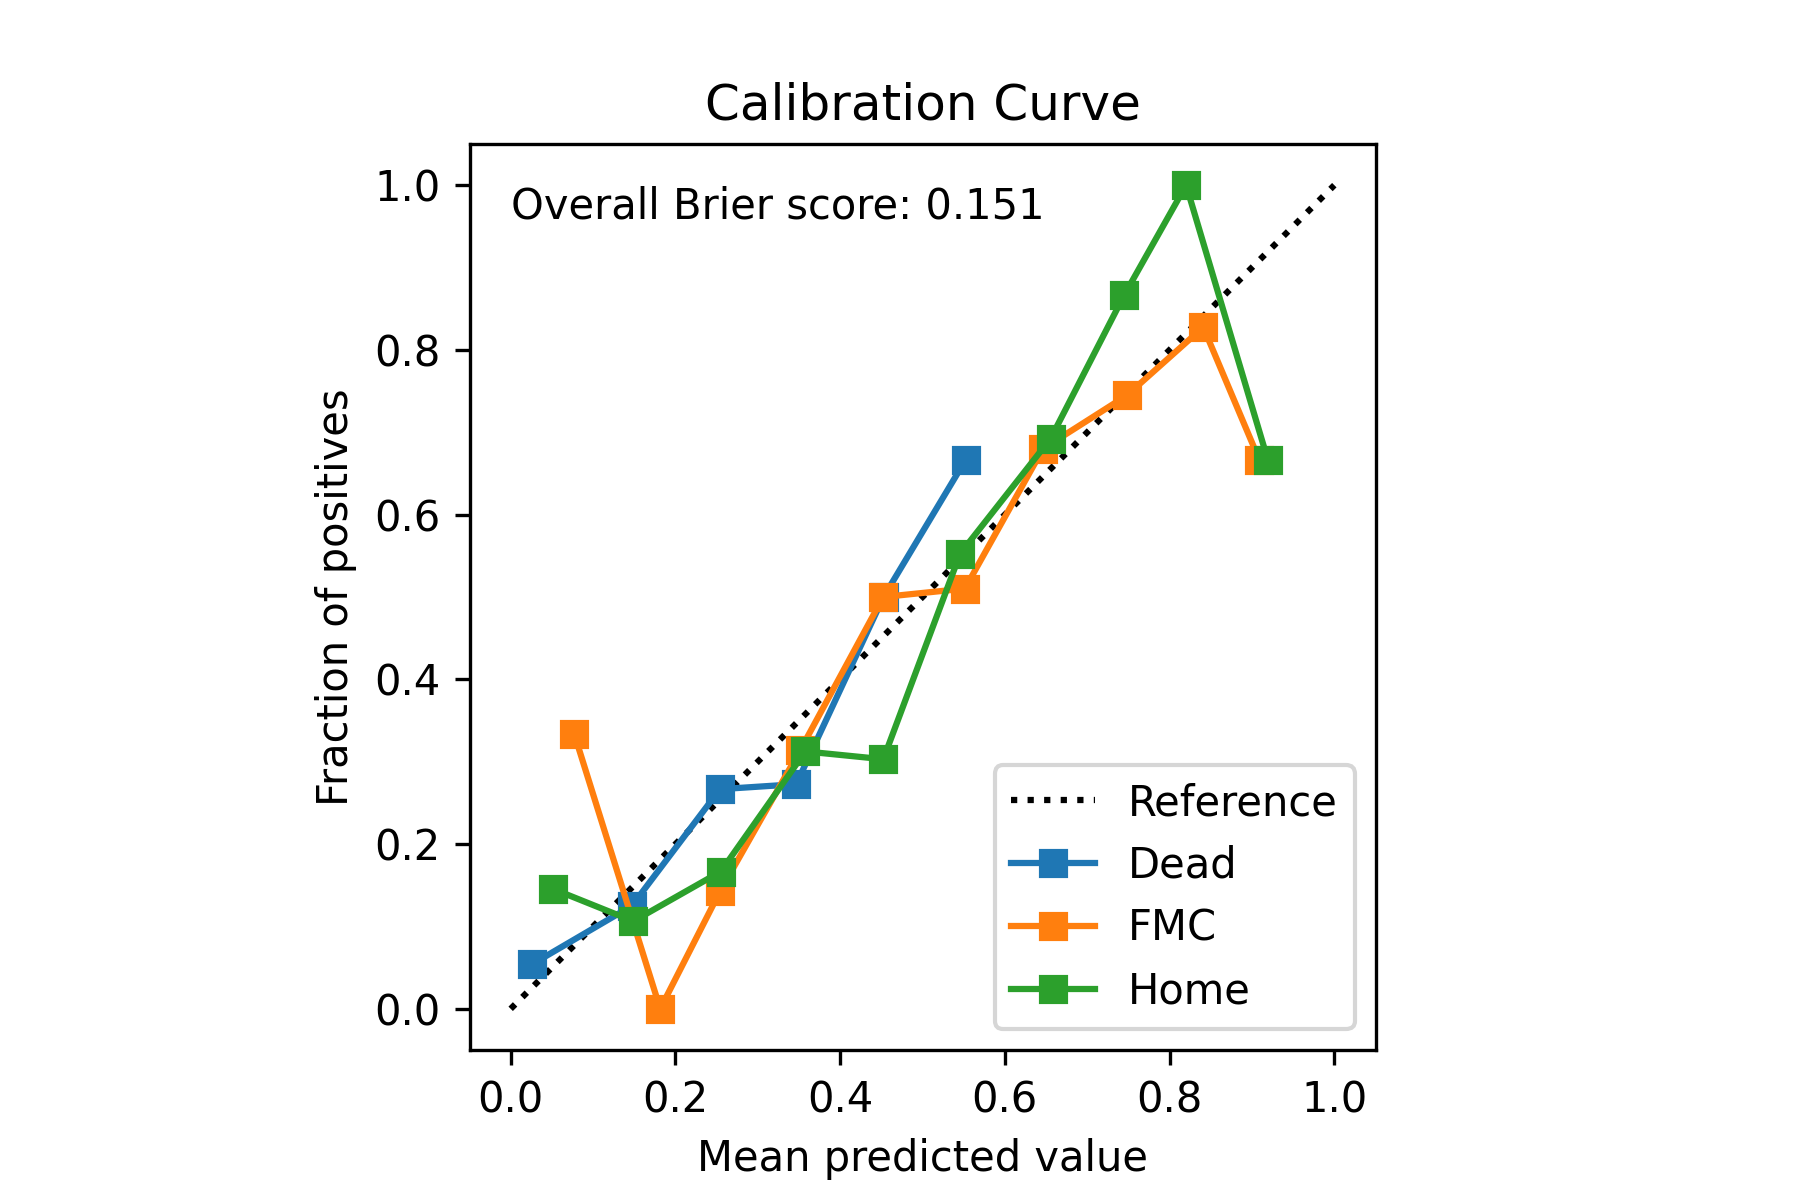 Calibration Curve
Overall Brier score: 0.151
Fraction of positives
1.0
0.8
0.6
0.4
0.2
0.0
Reference
Dead
FMC
Home
0.0 0.2 0.4 0.6 0.8 1.0
Mean predicted value